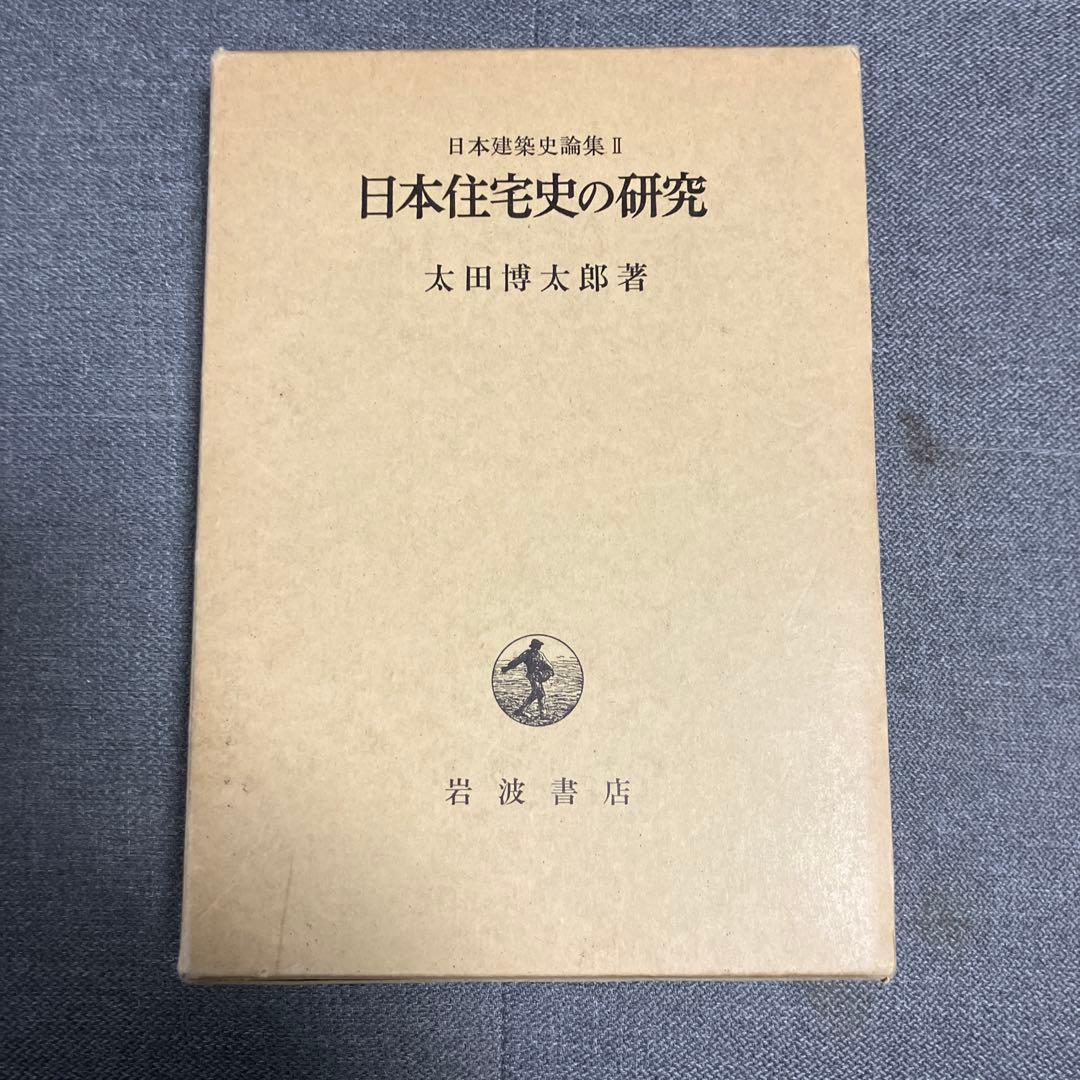 日本建築史論集 Ⅱ
日本住宅史の研究
太田博太郎著
岩波書店